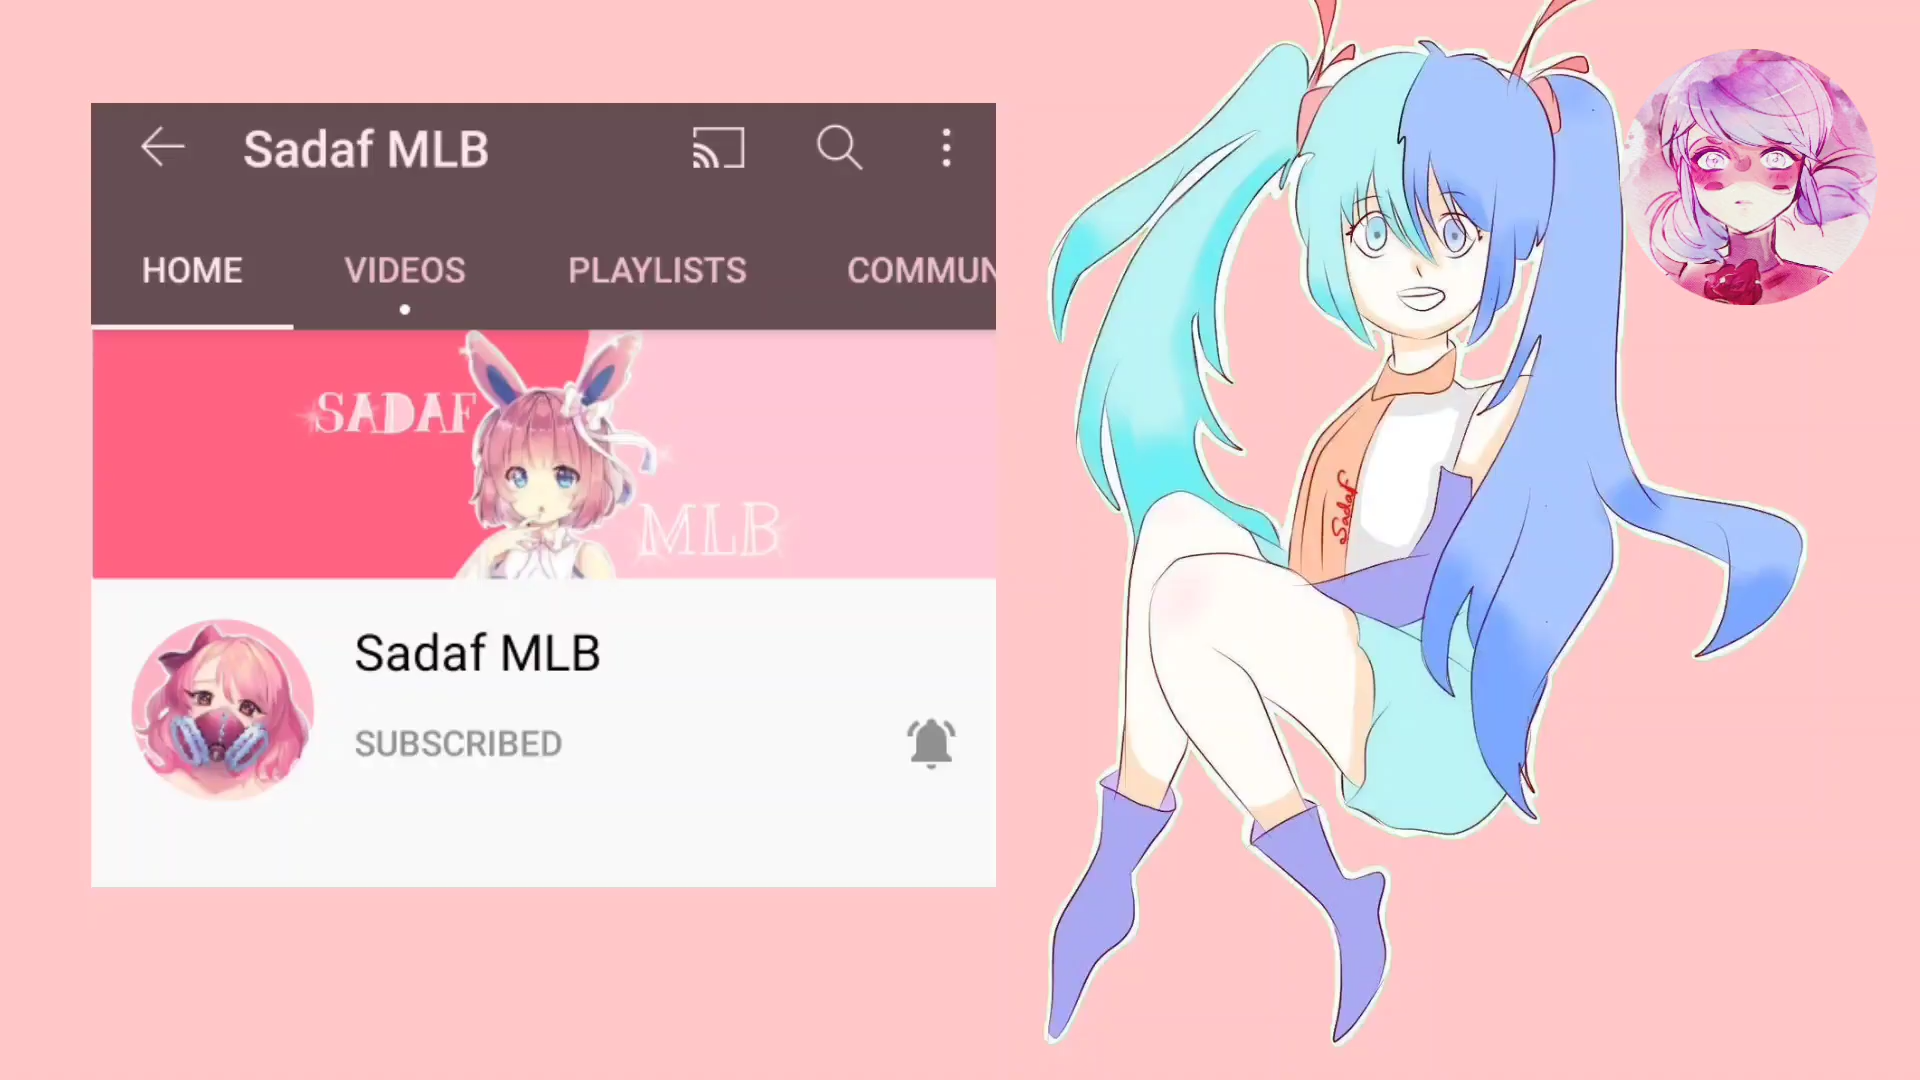 Sadaf MLB
HOME VIDEOS PLAYLISTS COMMUN
SADAF
MLB
Sadaf MLB
SUBSCRIBED
Sadaf